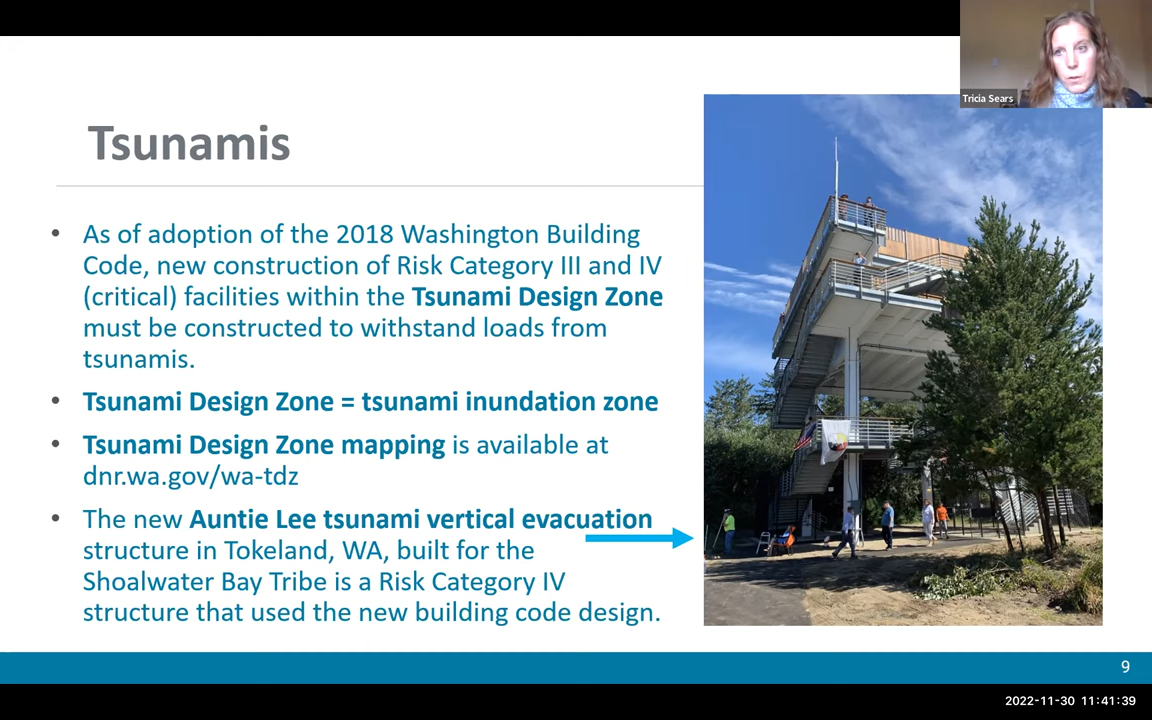 Tricia Sears
Tsunamis
• As of adoption of the 2018 Washington Building
Code, new construction of Risk Category III and IV
(critical) facilities within the Tsunami Design Zone
must be constructed to withstand loads from
tsunamis.
• Tsunami Design Zone = tsunami inundation zone
• Tsunami Design Zone mapping is available at
dnr.wa.gov/wa-tdz
• The new Auntie Lee tsunami vertical evacuation
structure in Tokeland, WA, built for the
Shoalwater Bay Tribe is a Risk Category IV
structure that used the new building code design.
9
2022-11-30 11:41:39